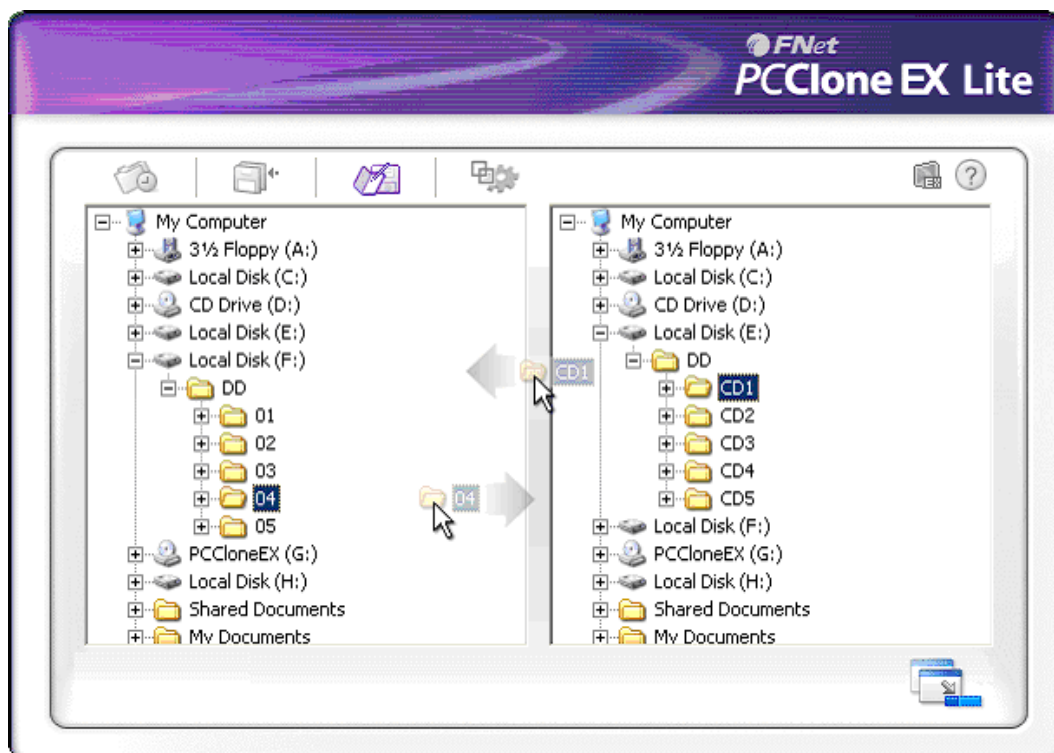 FNet
PCClone EX Lite
EX
?
My Computer
3½ Floppy (A:)
Local Disk (C:)
CD Drive (D:)
Local Disk (E:)
Local Disk (F:)
DD
01
02
03
04
05
PCCloneEX (G:)
Local Disk (H:)
Shared Documents
My Documents
CD1
04
My Computer
3½ Floppy (A:)
Local Disk (C:)
CD Drive (D:)
Local Disk (E:)
DD
CD1
CD2
CD3
CD4
CD5
Local Disk (F:)
PCCloneEX (G:)
Local Disk (H:)
Shared Documents
My Documents